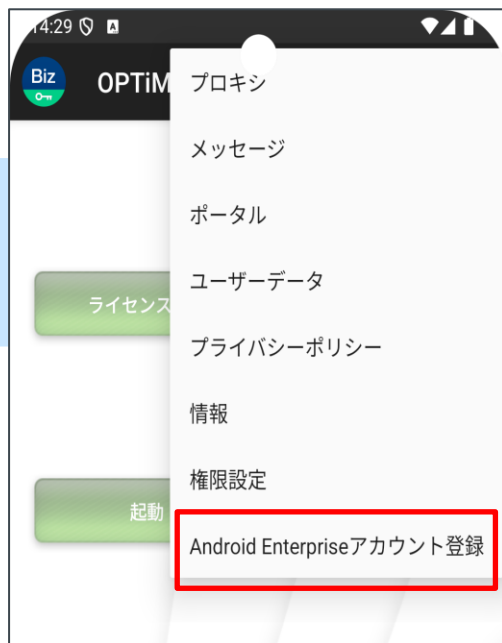 14:29
Biz
OPTiM
プロキシ
メッセージ
ポータル
ユーザーデータ
プライバシーポリシー
ライセンス
情報
権限設定
起動
Android Enterpriseアカウント登録